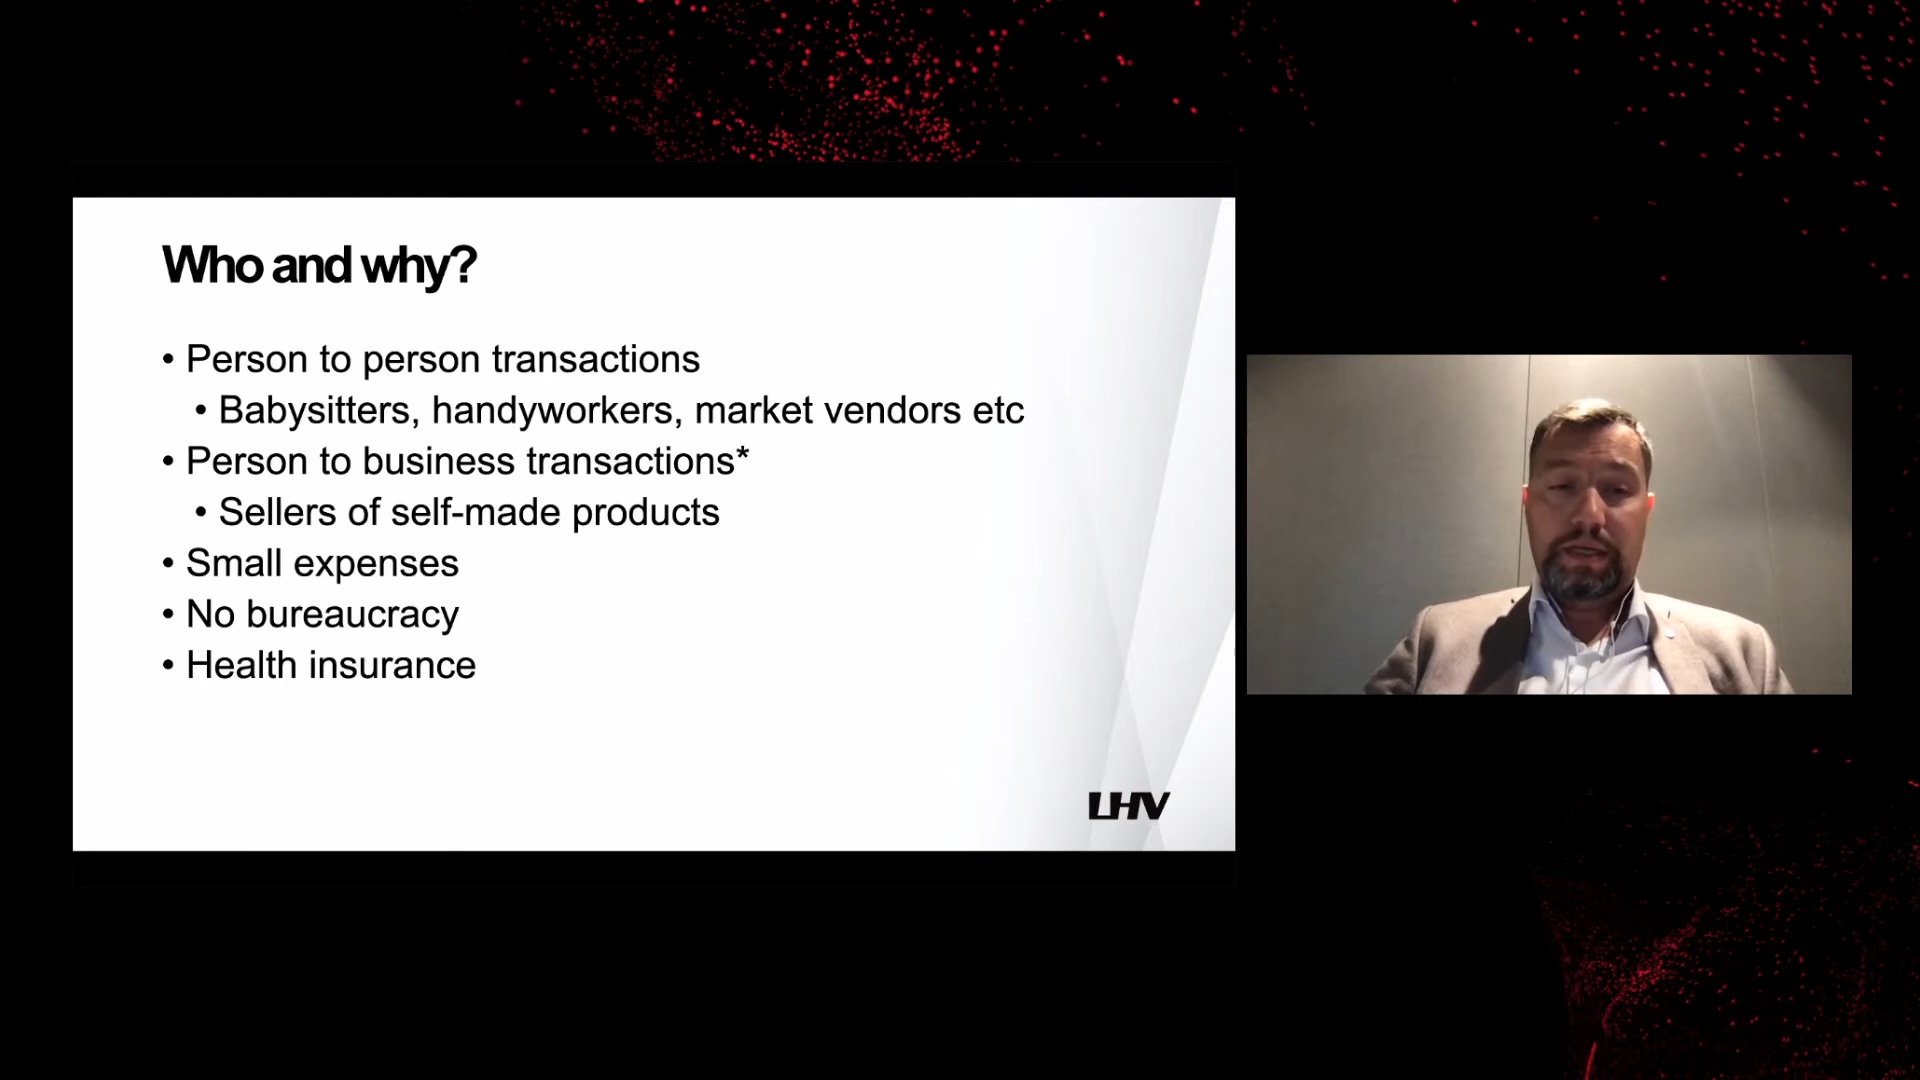 Who and why?
• Person to person transactions
• Babysitters, handyworkers, market vendors etc
• Person to business transactions*
• Sellers of self-made products
• Small expenses
• No bureaucracy
• Health insurance
LHV